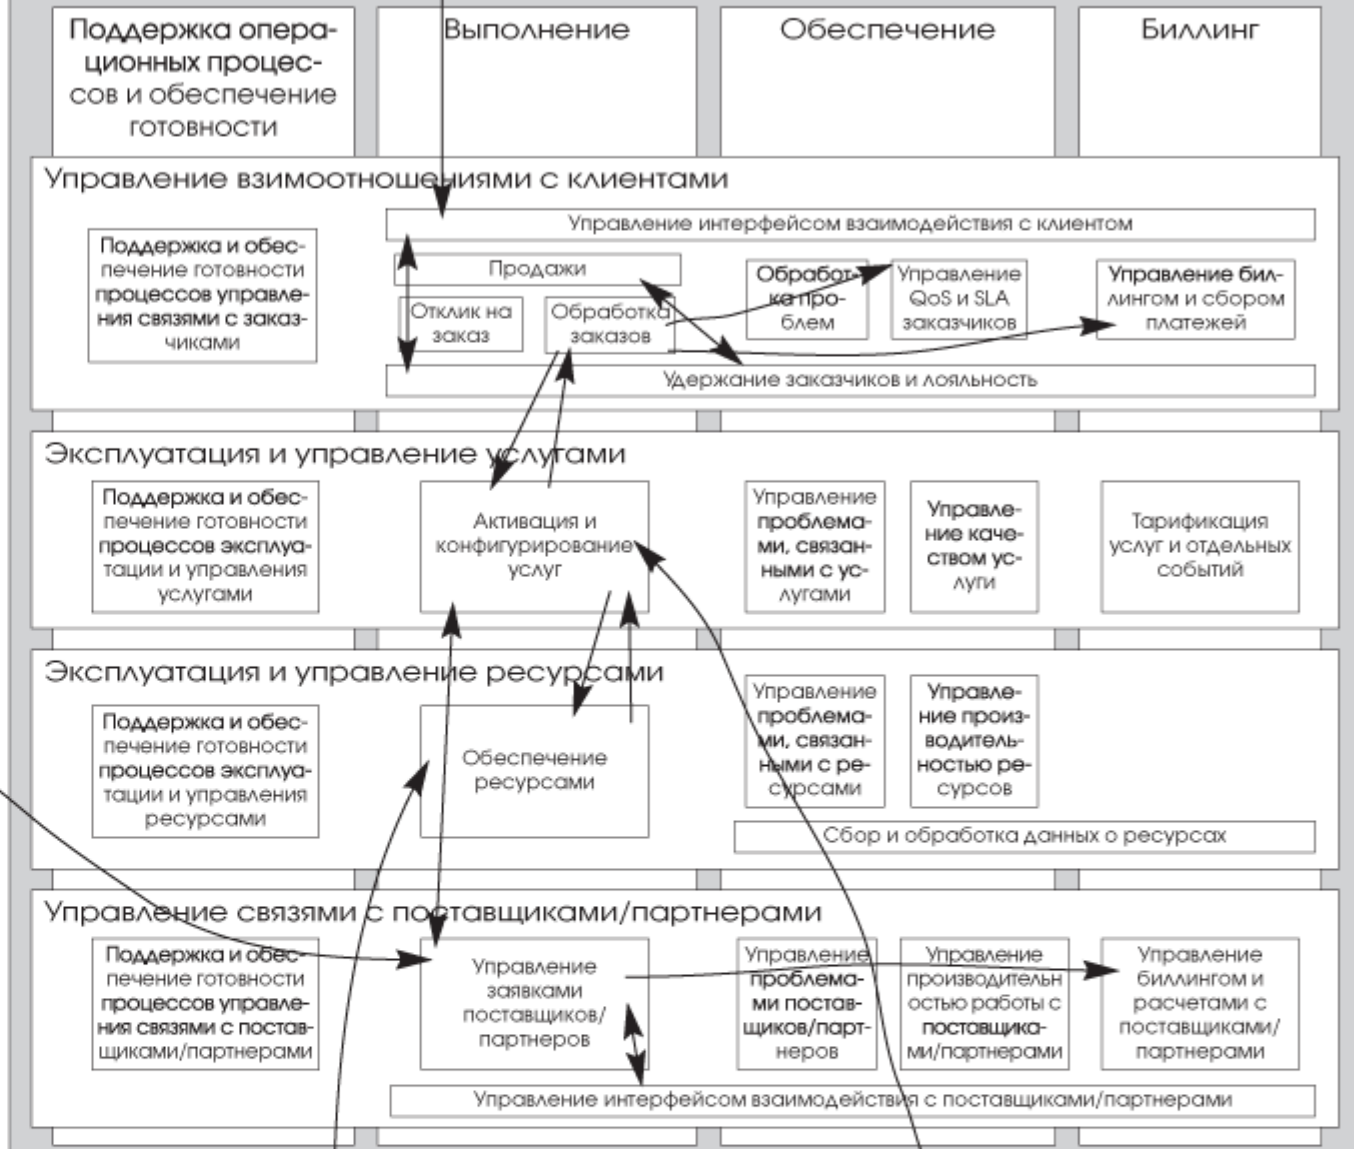 Поддержка опера-
ционных процес-
сов и обеспечение
готовности
Выполнение
Обеспечение
Биллинг
Управление взимоотношениями с клиентами
Поддержка и обес-
печение готовности
процессов управле-
ния связями с заказ-
чиками
Управление интерфейсом взаимодействия с клиентом
Продажи
Отклик на
заказ
Обработка
заказов
Обработ-
ка про-
блем
Управление
QoS и SLA
заказчиков
Управление бил-
лингом и сбором
платежей
Удержание заказчиков и лояльность
Эксплуатация и управление услугами
Поддержка и обес-
печение готовности
процессов эксплуа-
тации и управления
услугами
Активация и
конфигурирование
услуг
Управление
проблема-
ми, связан-
ными с ус-
лугами
Управле-
ние каче-
ством ус-
луги
Тарификация
услуг и отдельных
событий
Эксплуатация и управление ресурсами
Поддержка и обес-
печение готовности
процессов эксплуа-
тации и управления
ресурсами
Обеспечение
ресурсами
Управление
проблема-
ми, связан-
ными с ре-
сурсами
Управле-
ние произ-
водитель-
ностью ре-
сурсов
Сбор и обработка данных о ресурсах
Управление связями с поставщиками/партнерами
Поддержка и обес-
печение готовности
процессов управле-
ния связями с постав-
щиками/партнерами
Управление
заявками
поставщиков/
партнеров
Управление
проблема-
ми постав-
щиков/парт-
неров
Управление
производительн
остью работы с
поставщика-
ми/партнерами
Управление
биллингом и
расчетами с
поставщиками/
партнерами
Управление интерфейсом взаимодействия с поставщиками/партнерами